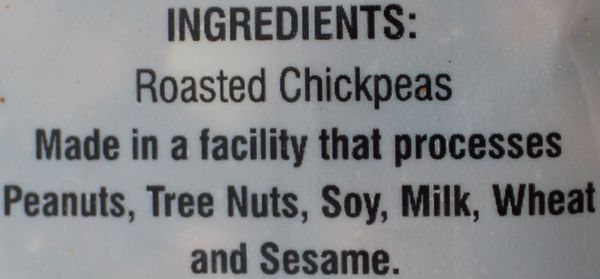 INGREDIENTS:
Roasted Chickpeas
Made in a facility that processes
Peanuts, Tree Nuts, Soy, Milk, Wheat
and Sesame.